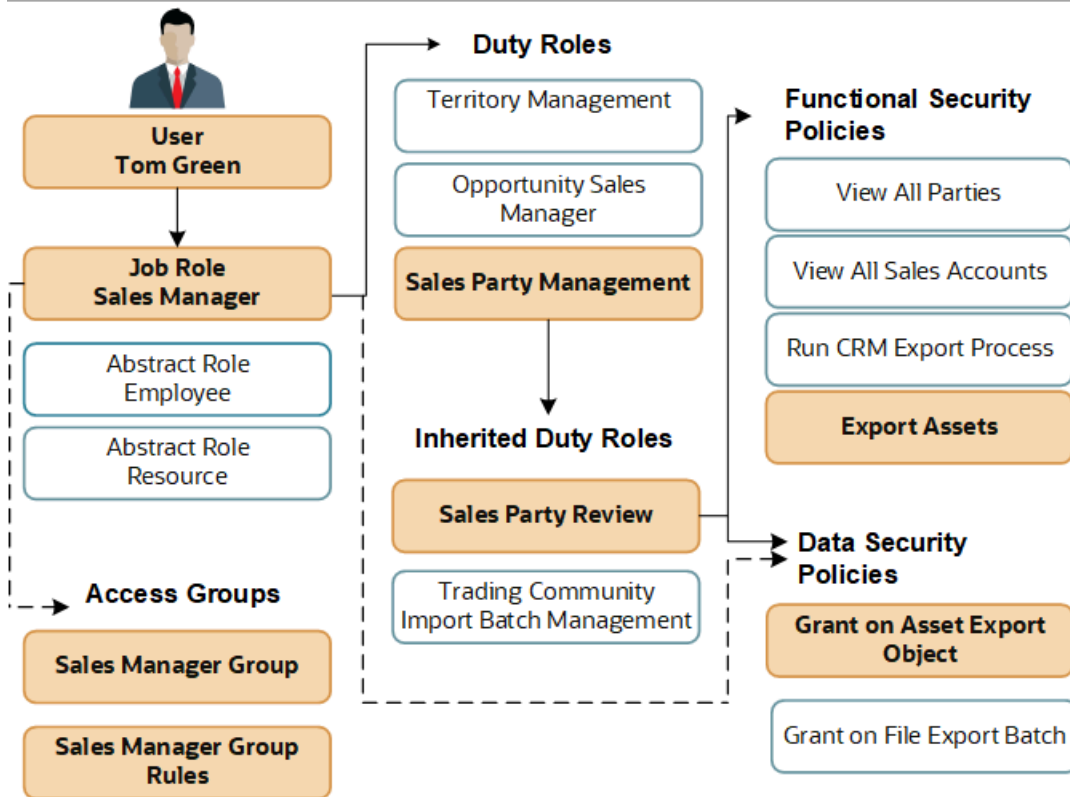 User
Tom Green
Job Role
Sales Manager
Abstract Role
Employee
Abstract Role
Resource
Access Groups
Sales Manager Group
Sales Manager Group
Rules
Duty Roles
Territory Management
Opportunity Sales
Manager
Sales Party Management
Inherited Duty Roles
Sales Party Review
Trading Community
Import Batch Management
Functional Security
Policies
View All Parties
View All Sales Accounts
Run CRM Export Process
Export Assets
Data Security
Policies
Grant on Asset Export
Object
Grant on File Export Batch